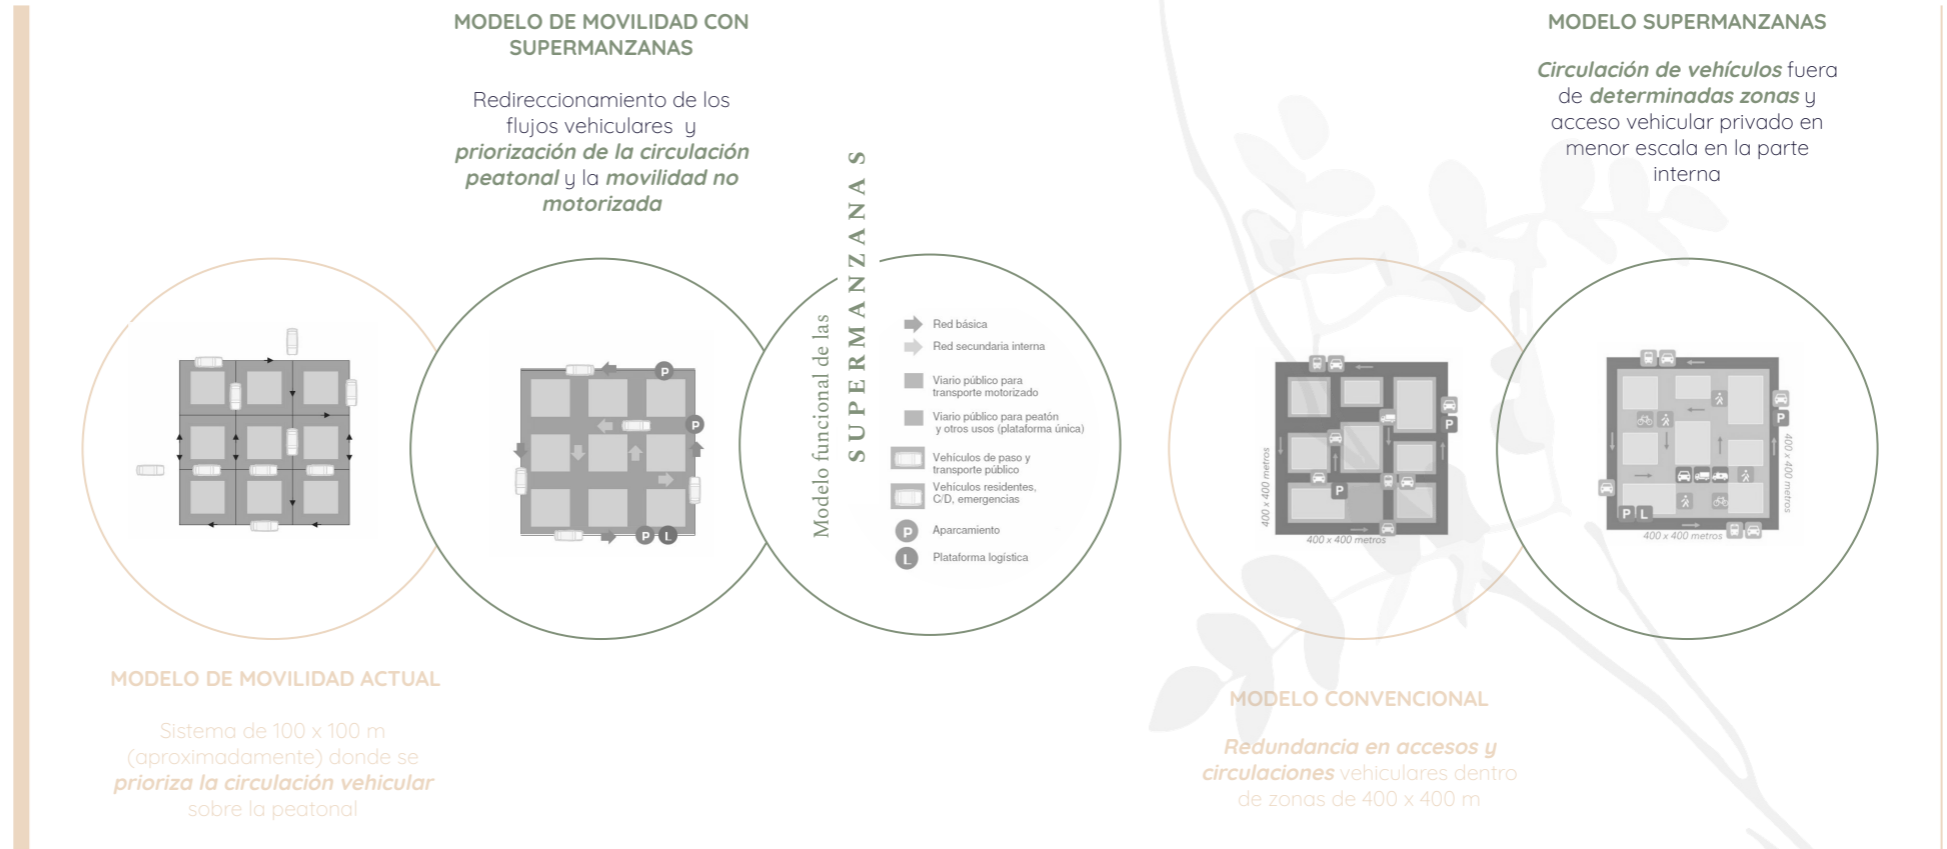 MODELO DE MOVILIDAD CON
SUPERMANZANAS
Redireccionamiento de los
flujos vehiculares y
priorización de la circulación
peatonal y la movilidad no
motorizada
MODELO SUPERMANZANAS
Circulación de vehículos fuera
de determinadas zonas y
acceso vehicular privado en
menor escala en la parte
interna
P
P
P
L
Modelo funcional de las
SUPERMANZANAS
Red básica
Red secundaria interna
Viario público para
transporte motorizado
Viario público para peatón
y otros usos (plataforma única)
Vehículos de paso y
transporte público
Vehículos residentes,
C/D, emergencias
P
Aparcamiento
L
Plataforma logística
P
P
400 x 400 metros
400 x 400 metros
P
P
L
400 x 400 metros
400 x 400 metros
MODELO DE MOVILIDAD ACTUAL
Sistema de 100 x 100 m
(aproximadamente) donde se
prioriza la circulación vehicular
sobre la peatonal
MODELO CONVENCIONAL
Redundancia en accesos y
circulaciones vehiculares dentro
de zonas de 400 x 400 m